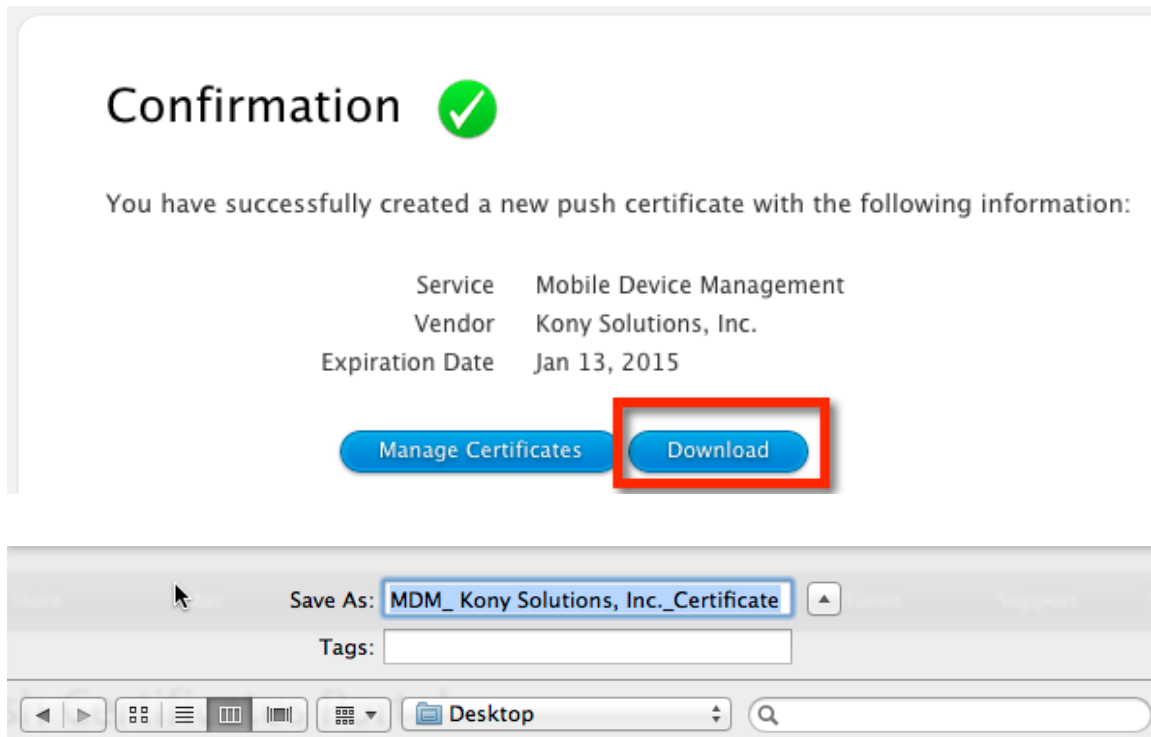 Confirmation
You have successfully created a new push certificate with the following information:
Service Mobile Device Management
Vendor Kony Solutions, Inc.
Expiration Date Jan 13, 2015
Manage Certificates Download
Save As: MDM_ Kony Solutions, Inc._Certificate
Support
Tags:
Desktop